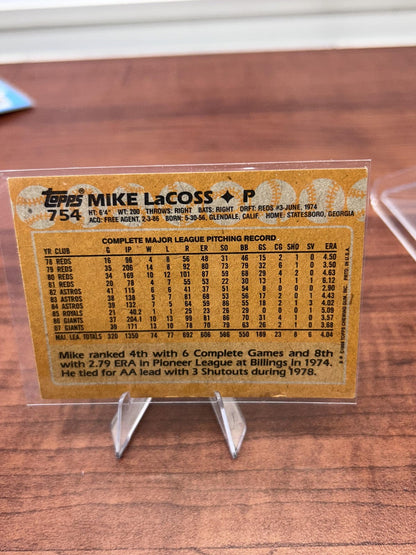 Topps
754
MIKE LaCOSS ✦ P
HT: 6'4" WT: 200 THROWS: RIGHT BATS: RIGHT DRFT: REDS #3-JUNE, 1974
ACQ: FREE AGENT, 2-3-86 BORN: 5-30-56, GLENDALE, CALIF. HOME: STATESBORO, GEORGIA
COMPLETE MAJOR LEAGUE PITCHING RECORD
YR. CLUB G IP W L R ER SO BB GS CG SHO SV ERA
78 REDS 16 96 4 8 56 48 31 46 15 2 1 0 4.50
79 REDS 35 206 14 8 92 80 73 79 32 6 1 0 3.50
80 REDS 34 169 10 12 101 87 59 68 29 4 2 0 4.63
81 REDS 20 78 4 7 55 53 22 30 13 1 1 1 6.12
82 ASTROS 41 115 6 6 41 37 51 54 8 0 0 0 2.90
83 ASTROS 38 138 5 7 81 68 53 56 17 2 0 1 4.43
84 ASTROS 39 132 7 5 64 59 86 55 18 2 1 3 4.02
85 ROYALS 21 40.2 1 1 25 23 26 29 0 0 0 1 5.09
86 GIANTS 37 204.1 10 13 99 81 86 70 31 4 1 0 3.57
87 GIANTS 39 171 13 10 78 70 79 0 3.68
MAJ. LEA. TOTALS 320 1350 74 77 692 606 566 550 4.04
Mike ranked 4th with 6 Complete Games and 8th
with 2.79 ERA in Pioneer League at Billings in 1974.
He tied for AA lead with 3 Shutouts during 1978.